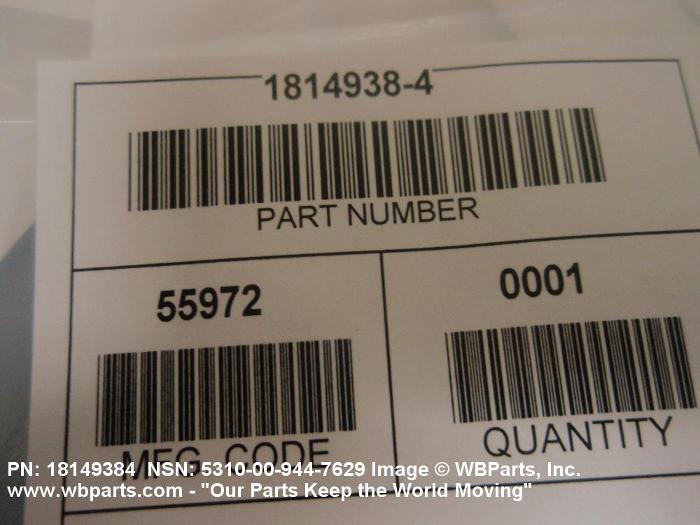 1814938-4
PART NUMBER
55972
0001
MFG. CODE
QUANTITY
PN: 18149384 NSN: 5310-00-944-7629 Image © WBParts, Inc.
www.wbparts.com - "Our Parts Keep the World Moving"